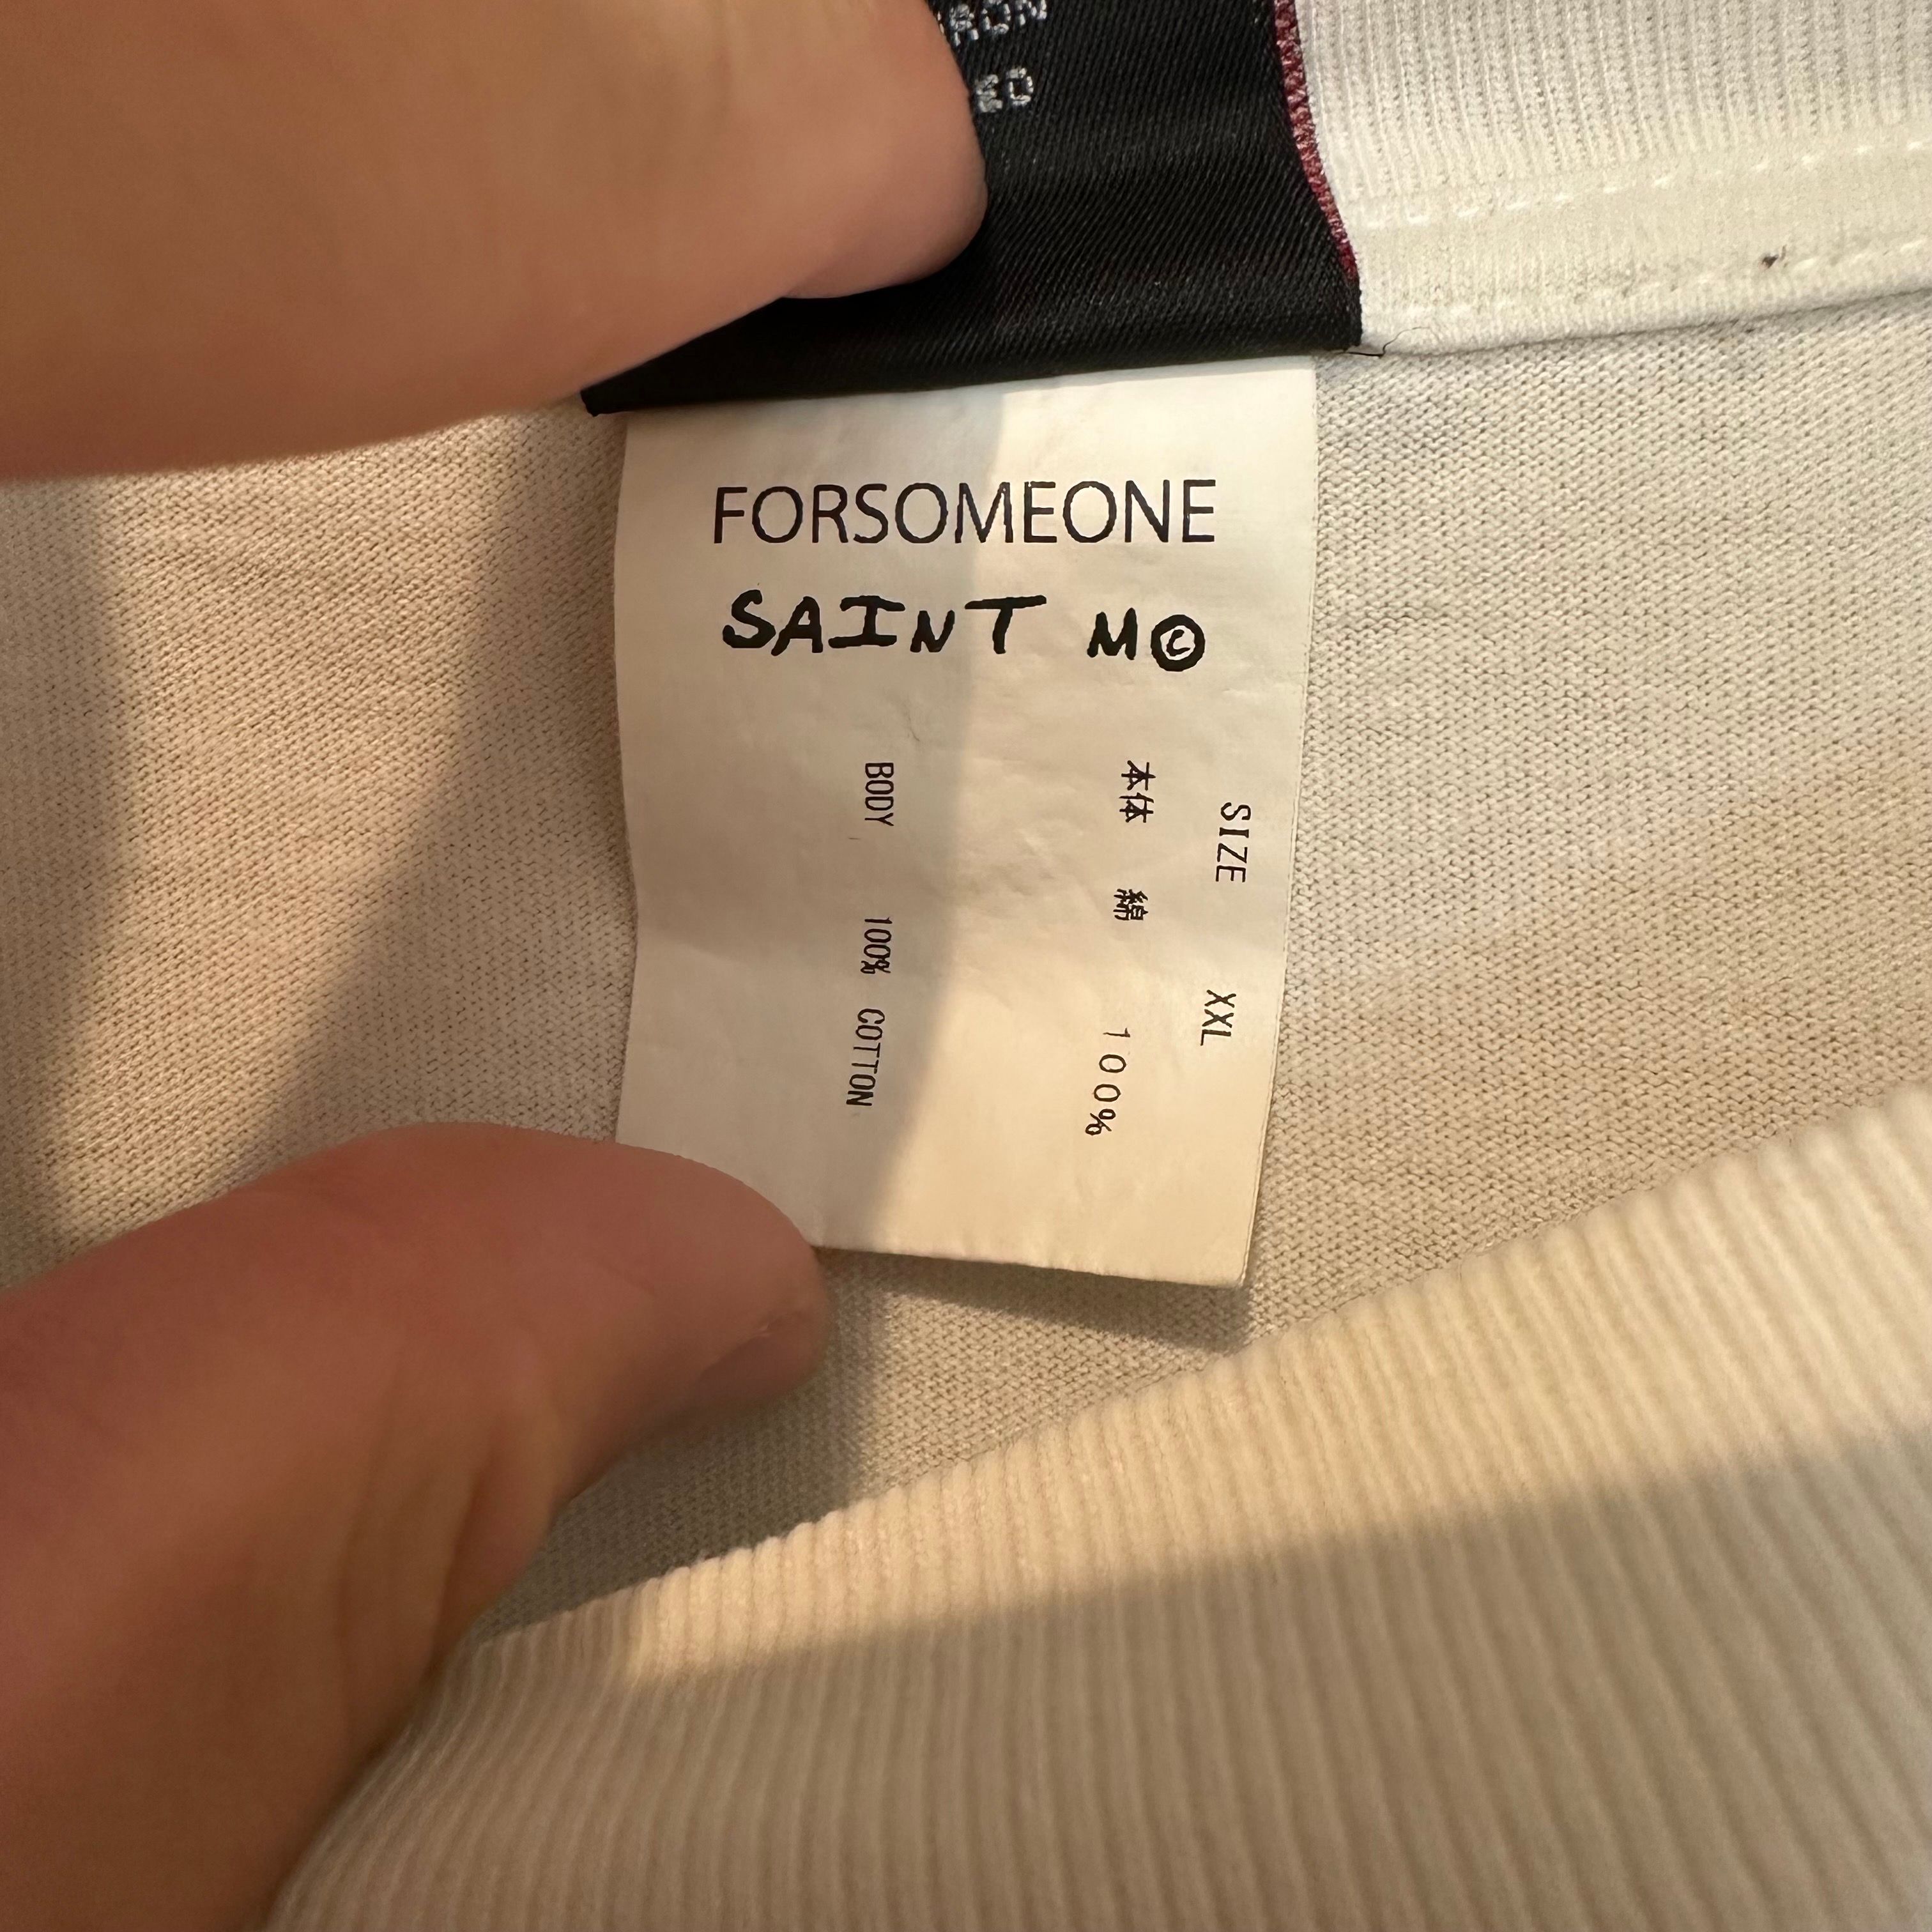 FORSOMEONE
SAINT M©
SIZE XXL
本体 綿 100%
BODY 100% COTTON